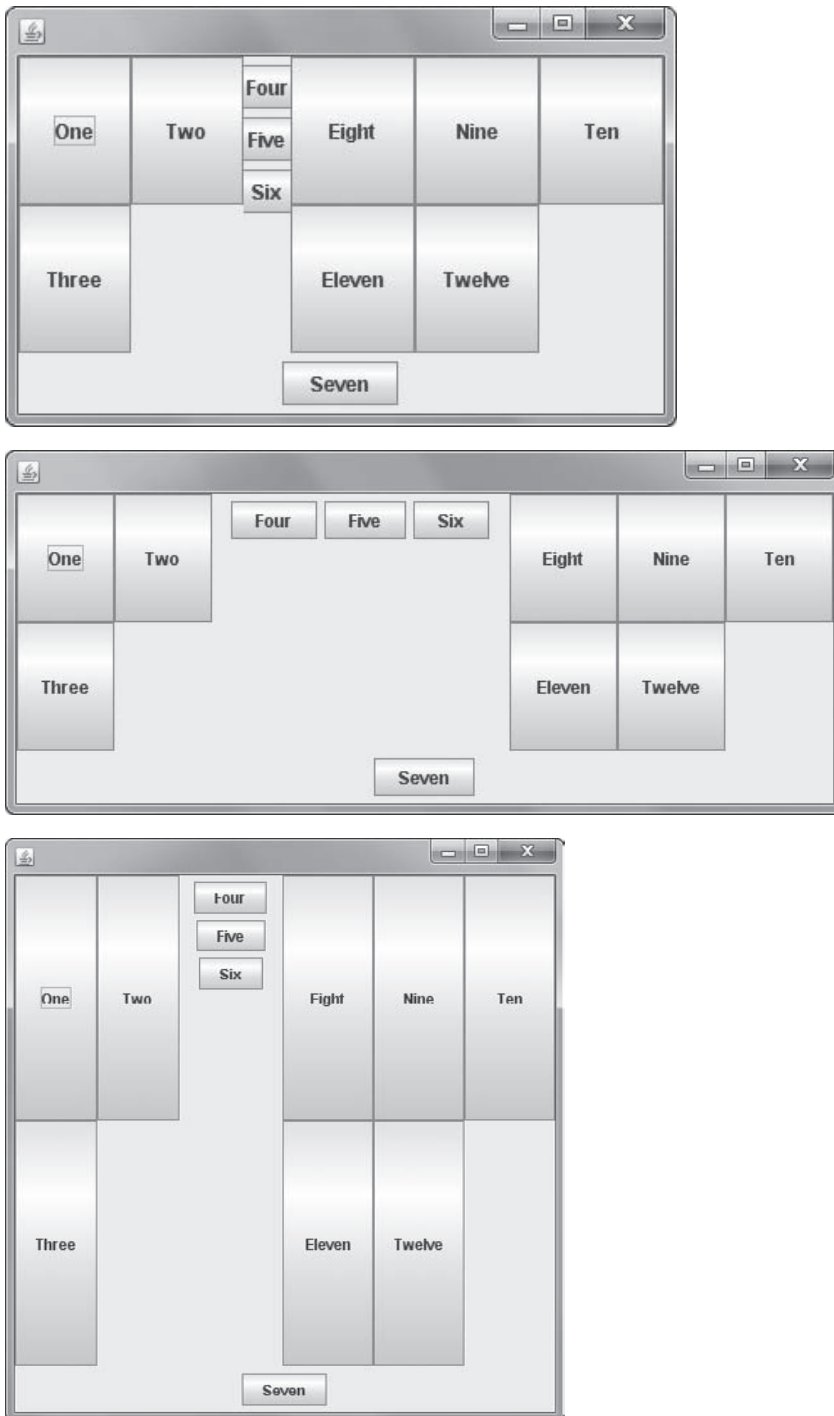 Four
One Two Five Eight Nine Ten
Six
Three Eleven Twelve
Seven
Four Five Six
One Two Eight Nine Ten
Three Eleven Twelve
Seven
Four
Five
Six
One Two Eight Nine Ten
Three Eleven Twelve
Seven